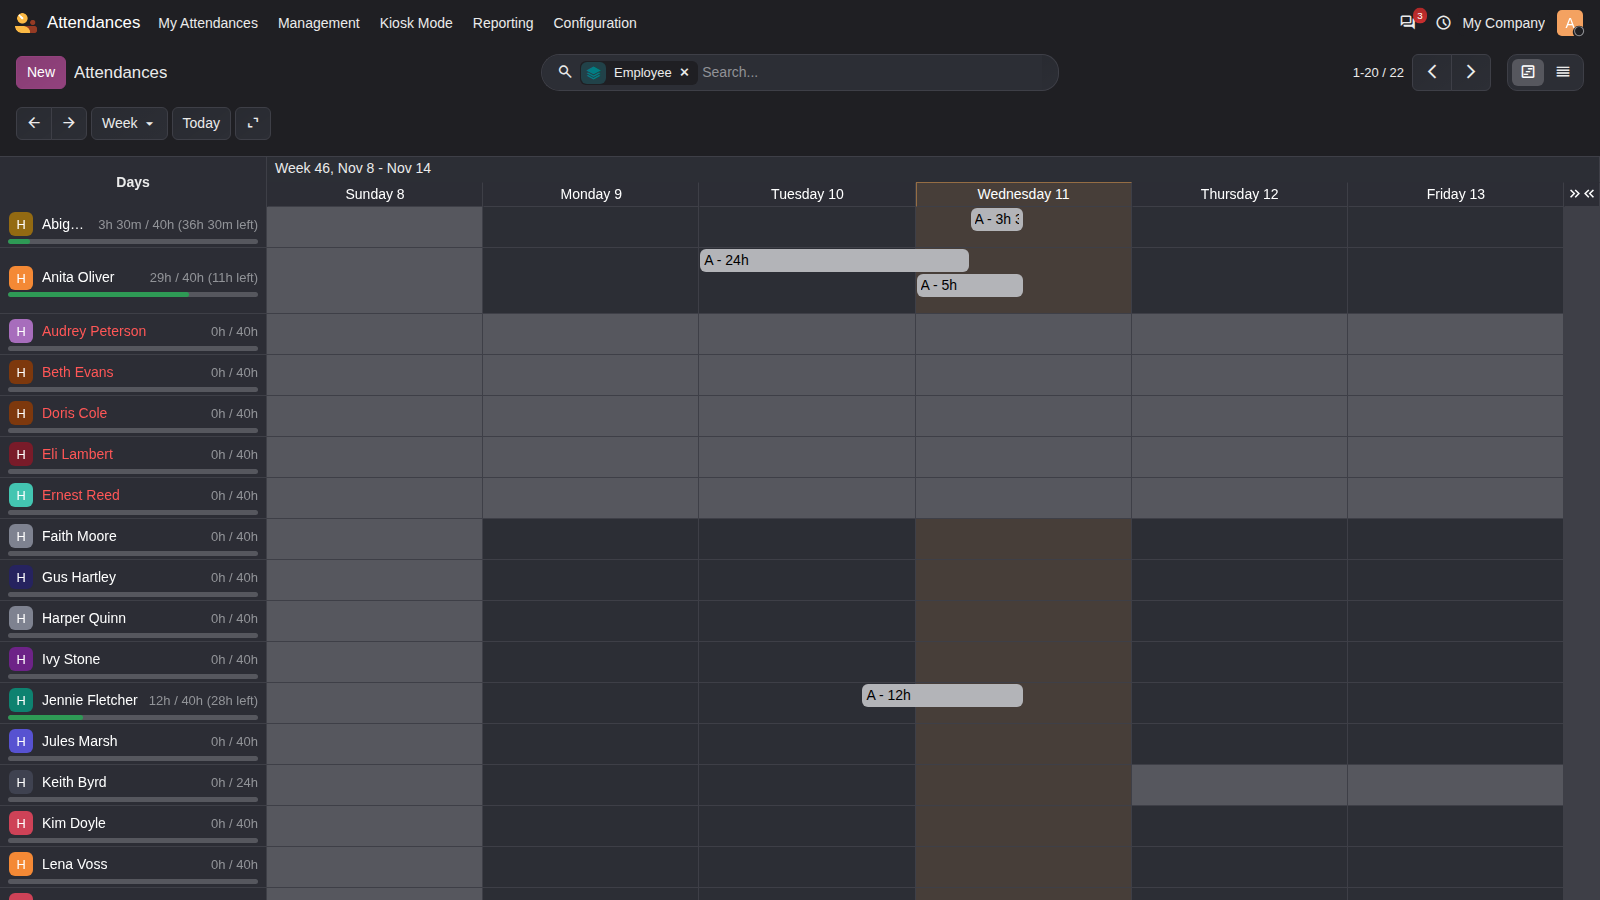 Attendances My Attendances Management Kiosk Mode Reporting Configuration 3 My Company A
New Attendances Employee Search... 1-20 / 22
Week Today
Days Week 46, Nov 8 - Nov 14
Sunday 8 Monday 9 Tuesday 10 Wednesday 11 Thursday 12 Friday 13
H Abig... 3h 30m / 40h (36h 30m left) A - 3h
H Anita Oliver 29h / 40h (11h left) A - 24h
A - 5h
H Audrey Peterson 0h / 40h
H Beth Evans 0h / 40h
H Doris Cole 0h / 40h
H Eli Lambert 0h / 40h
H Ernest Reed 0h / 40h
H Faith Moore 0h / 40h
H Gus Hartley 0h / 40h
H Harper Quinn 0h / 40h
H Ivy Stone 0h / 40h
H Jennie Fletcher 12h / 40h (28h left) A - 12h
H Jules Marsh 0h / 40h
H Keith Byrd 0h / 24h
H Kim Doyle 0h / 40h
H Lena Voss 0h / 40h